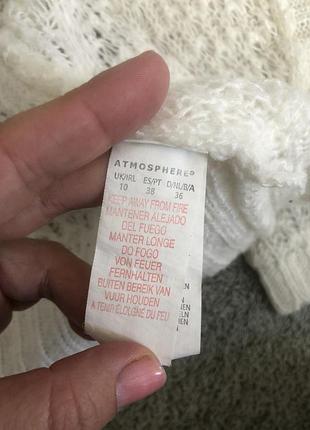 ATMOSPHERE®
UK/IRL ES/PT D/NL/B/A
10 38 36
KEEP AWAY FROM FIRE
MANTENER ALEJADO
DEL FUEGO
MANTER LONGE
DO FOGO
VON FEUER
FERNHALTEN
BUITEN BEREIK VAN
VUUR HOUDEN
A TENIR ÉLOIGNÉ DU FEU